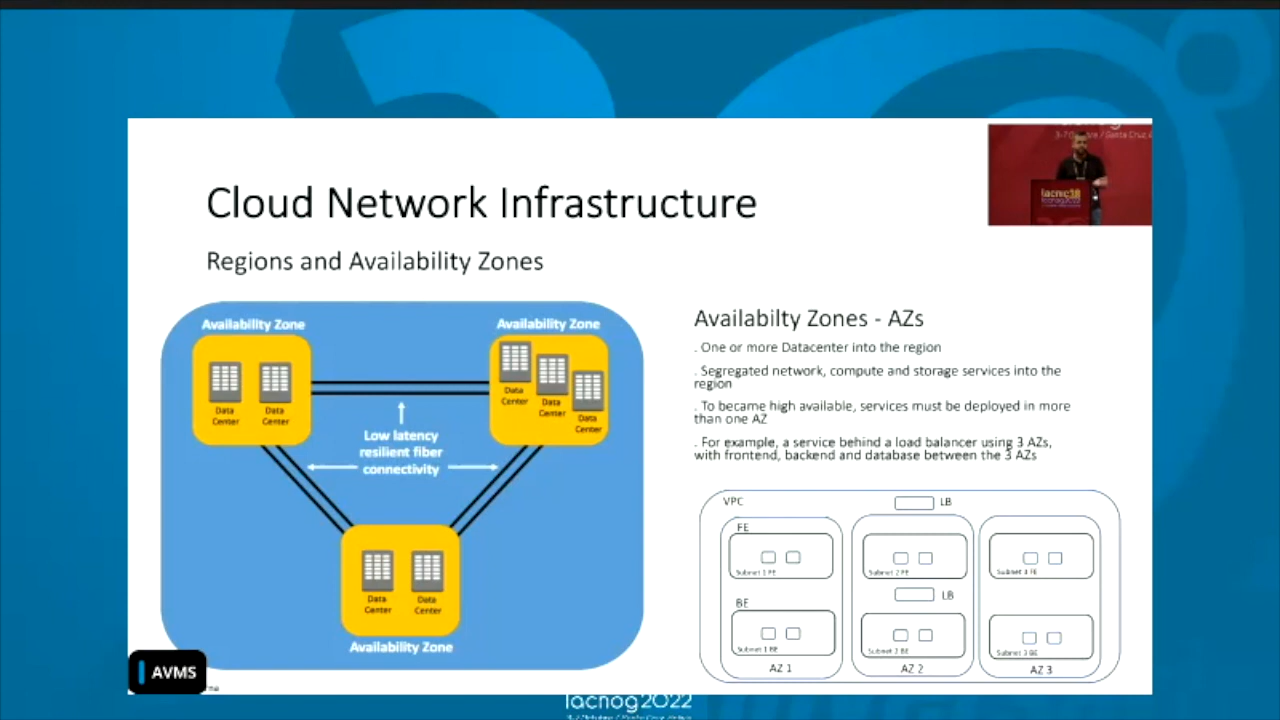 Cloud Network Infrastructure
Regions and Availability Zones
Availabilty Zone
Availability Zone
Data
Center
Data
Center
Data
Center
Data
Center
Data
Center
Low latency
resilient fiber
connectivity
Data
Center
Data
Center
Availability Zone
Availabilty Zones - AZs
. One or more Datacenter into the region
. Segregated network, compute and storage services into the
region
. To became high available, services must be deployed in more
than one AZ
. For example, a service behind a load balancer using 3 AZs,
with frontend, backend and database between the 3 AZs
VPC
LB
FE
Subnet 1 FE
Subnet 2 FE
Subnet 3 FE
LB
BE
Subnet 1 BE
Subnet 2 BE
Subnet 3 BE
AZ 1
AZ 2
AZ 3
lacnic38
lacnog2022
AVMS
lacnog2022